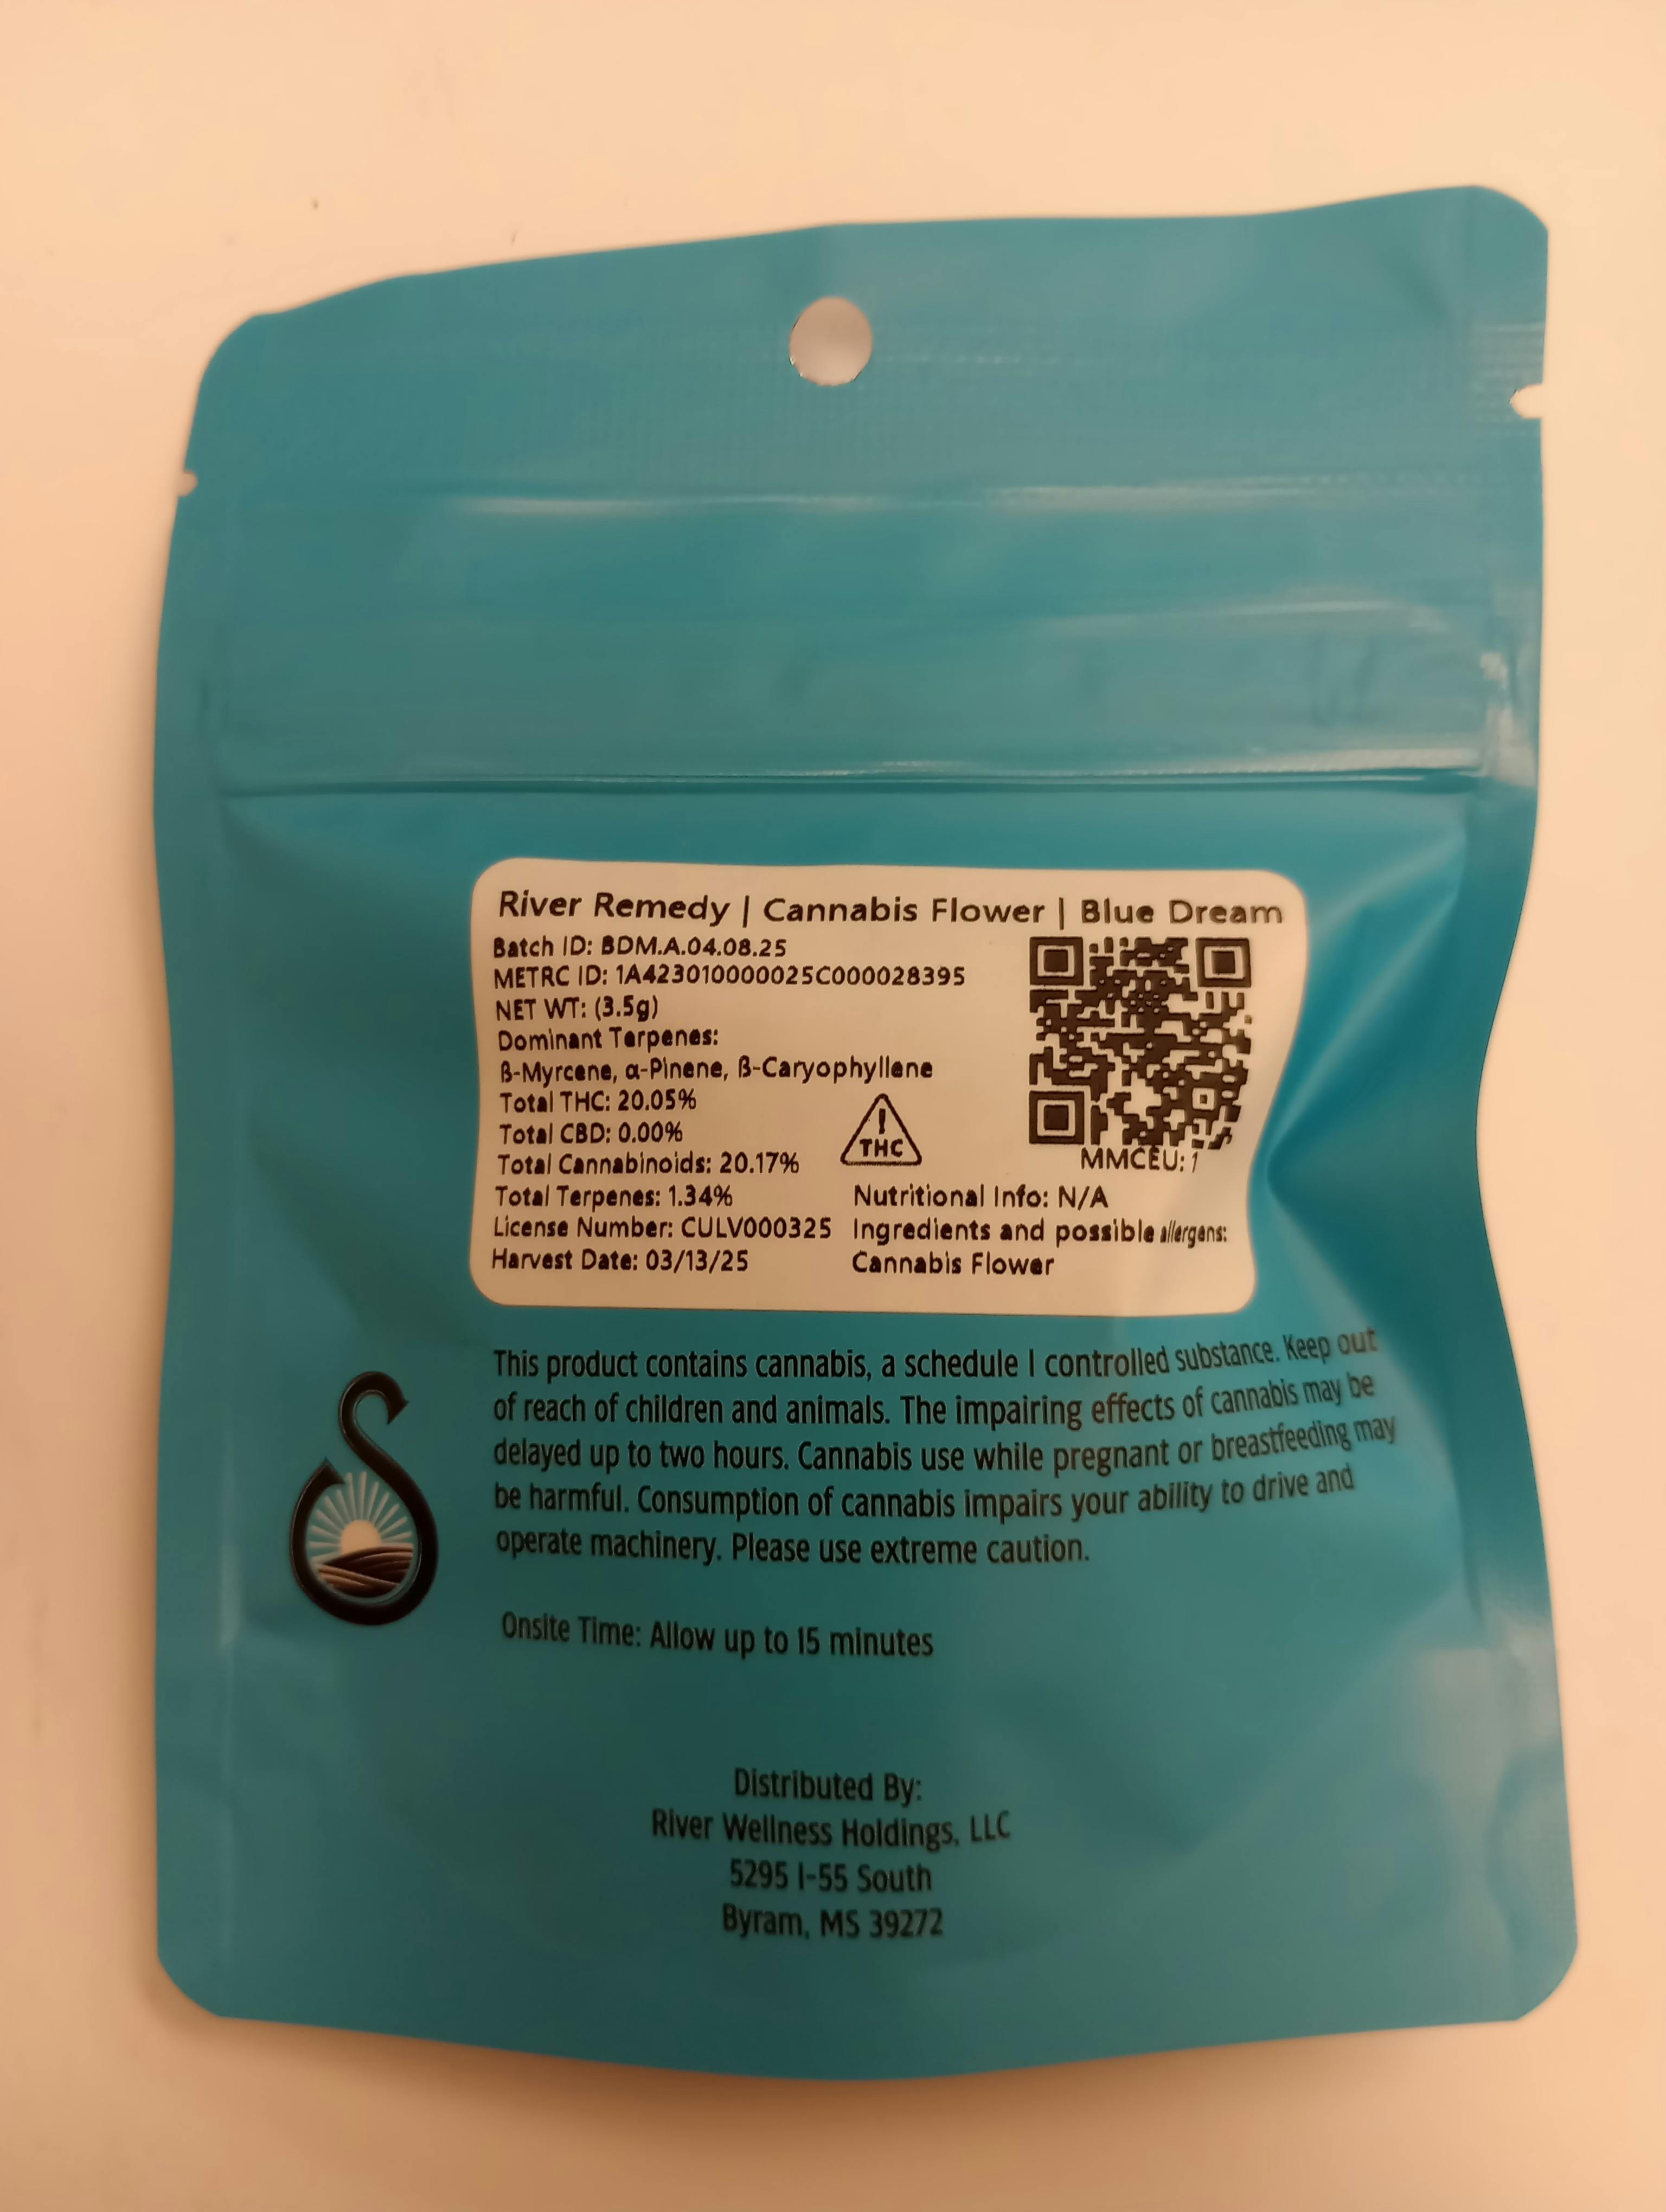 River Remedy | Cannabis Flower | Blue Dream
Batch ID: BDM.A.04.08.25
METRC ID: 1A423010000025C000028395
NET WT: (3.5g)
Dominant Terpenes:
ß-Myrcene, α-Pinene, ß-Caryophyllene
Total THC: 20.05%
Total CBD: 0.00%
Total Cannabinoids: 20.17%
Total Terpenes: 1.34%
License Number: CULV000325
Harvest Date: 03/13/25
!
THC
MMCEU: 1
Nutritional Info: N/A
Ingredients and possible allergens:
Cannabis Flower
This product contains cannabis, a schedule I controlled substance. Keep out
of reach of children and animals. The impairing effects of cannabis may be
delayed up to two hours. Cannabis use while pregnant or breastfeeding may
be harmful. Consumption of cannabis impairs your ability to drive and
operate machinery. Please use extreme caution.
Onsite Time: Allow up to 15 minutes
Distributed By:
River Wellness Holdings, LLC
5295 I-55 South
Byram, MS 39272